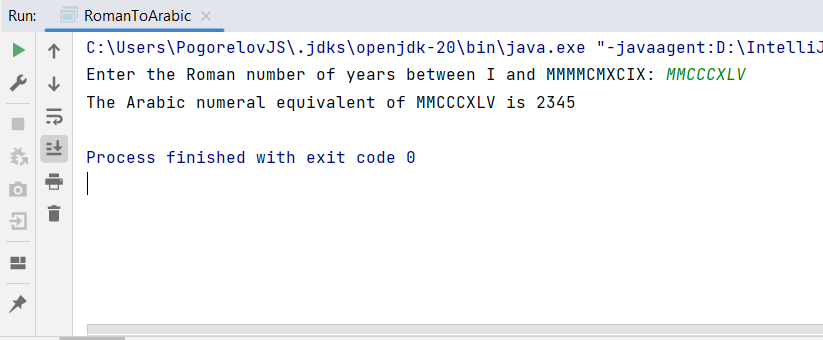 Run: RomanToArabic
C:\Users\PogorelovJS\.jdks\openjdk-20\bin\java.exe "-javaagent:D:\IntelliJ
Enter the Roman number of years between I and MMMMCMXCIX: MMCCCXLV
The Arabic numeral equivalent of MMCCCXLV is 2345
Process finished with exit code 0